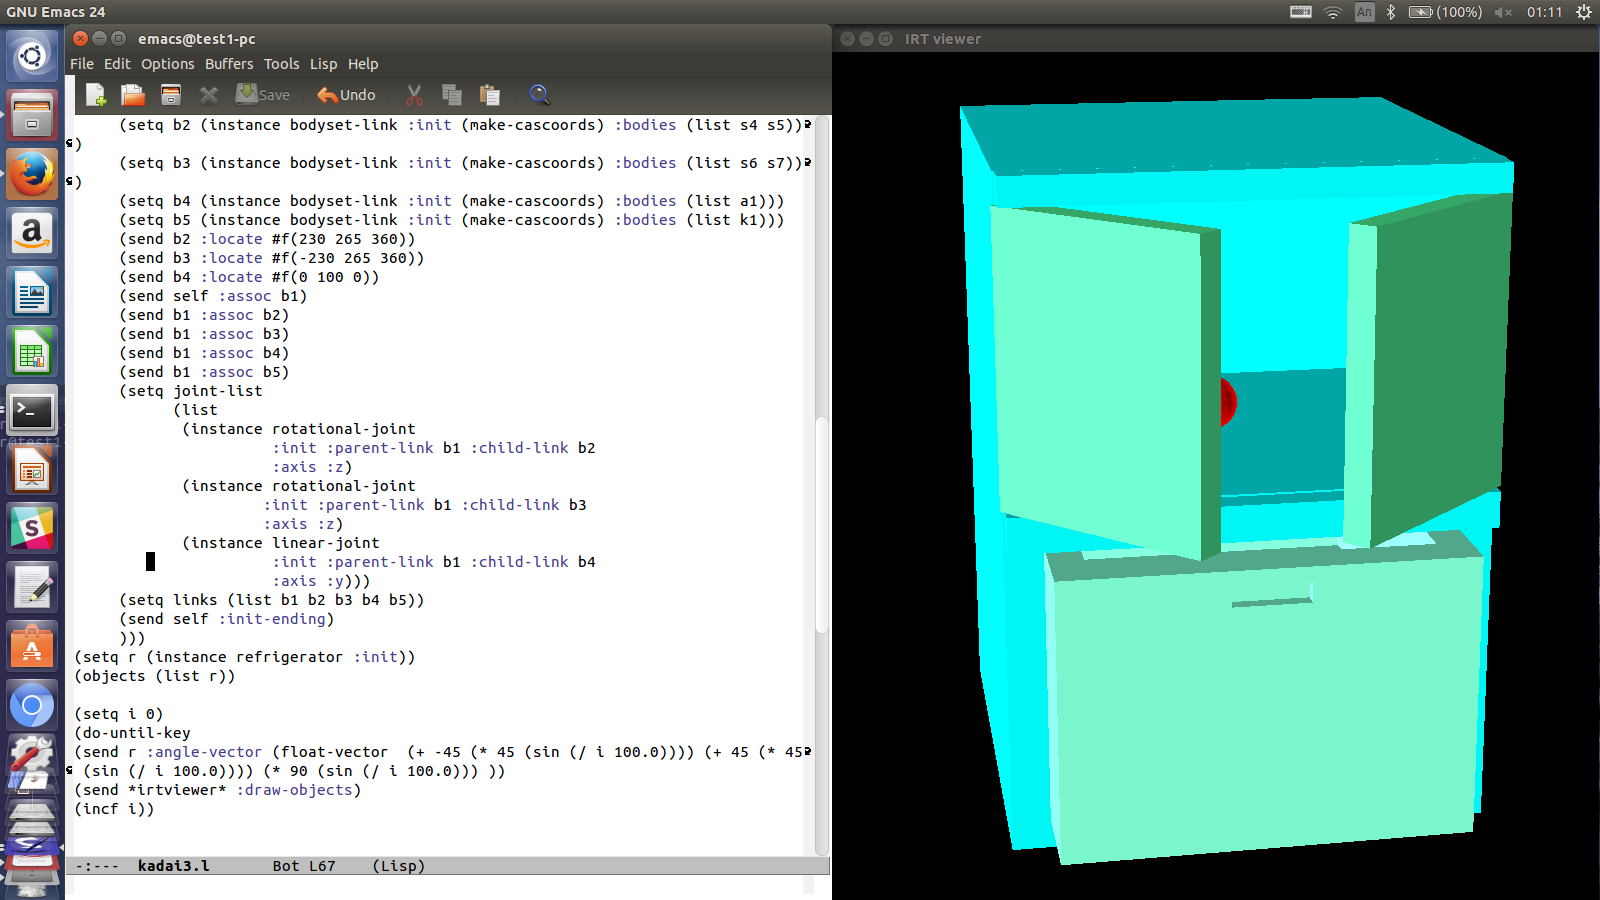 GNU Emacs 24
An
(100%)
01:11
emacs@test1-pc
IRT viewer
File Edit Options Buffers Tools Lisp Help
Save
Undo
(setq b2 (instance bodyset-link :init (make-cascoords) :bodies (list s4 s5))
)
(setq b3 (instance bodyset-link :init (make-cascoords) :bodies (list s6 s7))
)
(setq b4 (instance bodyset-link :init (make-cascoords) :bodies (list a1)))
(setq b5 (instance bodyset-link :init (make-cascoords) :bodies (list k1)))
(send b2 :locate #f(230 265 360))
(send b3 :locate #f(-230 265 360))
(send b4 :locate #f(0 100 0))
(send self :assoc b1)
(send b1 :assoc b2)
(send b1 :assoc b3)
(send b1 :assoc b4)
(send b1 :assoc b5)
(setq joint-list
(list
(instance rotational-joint
:init :parent-link b1 :child-link b2
:axis :z)
(instance rotational-joint
:init :parent-link b1 :child-link b3
:axis :z)
(instance linear-joint
:init :parent-link b1 :child-link b4
:axis :y)))
(setq links (list b1 b2 b3 b4 b5))
(send self :init-ending)
)))
(setq r (instance refrigerator :init))
(objects (list r))
(setq i 0)
(do-until-key
(send r :angle-vector (float-vector  (+ -45 (* 45 (sin (/ i 100.0)))) (+ 45 (* 45
(sin (/ i 100.0)))) (* 90 (sin (/ i 100.0))) ))
(send *irtviewer* :draw-objects)
(incf i))
-:---  kadai3.l       Bot L67    (Lisp)